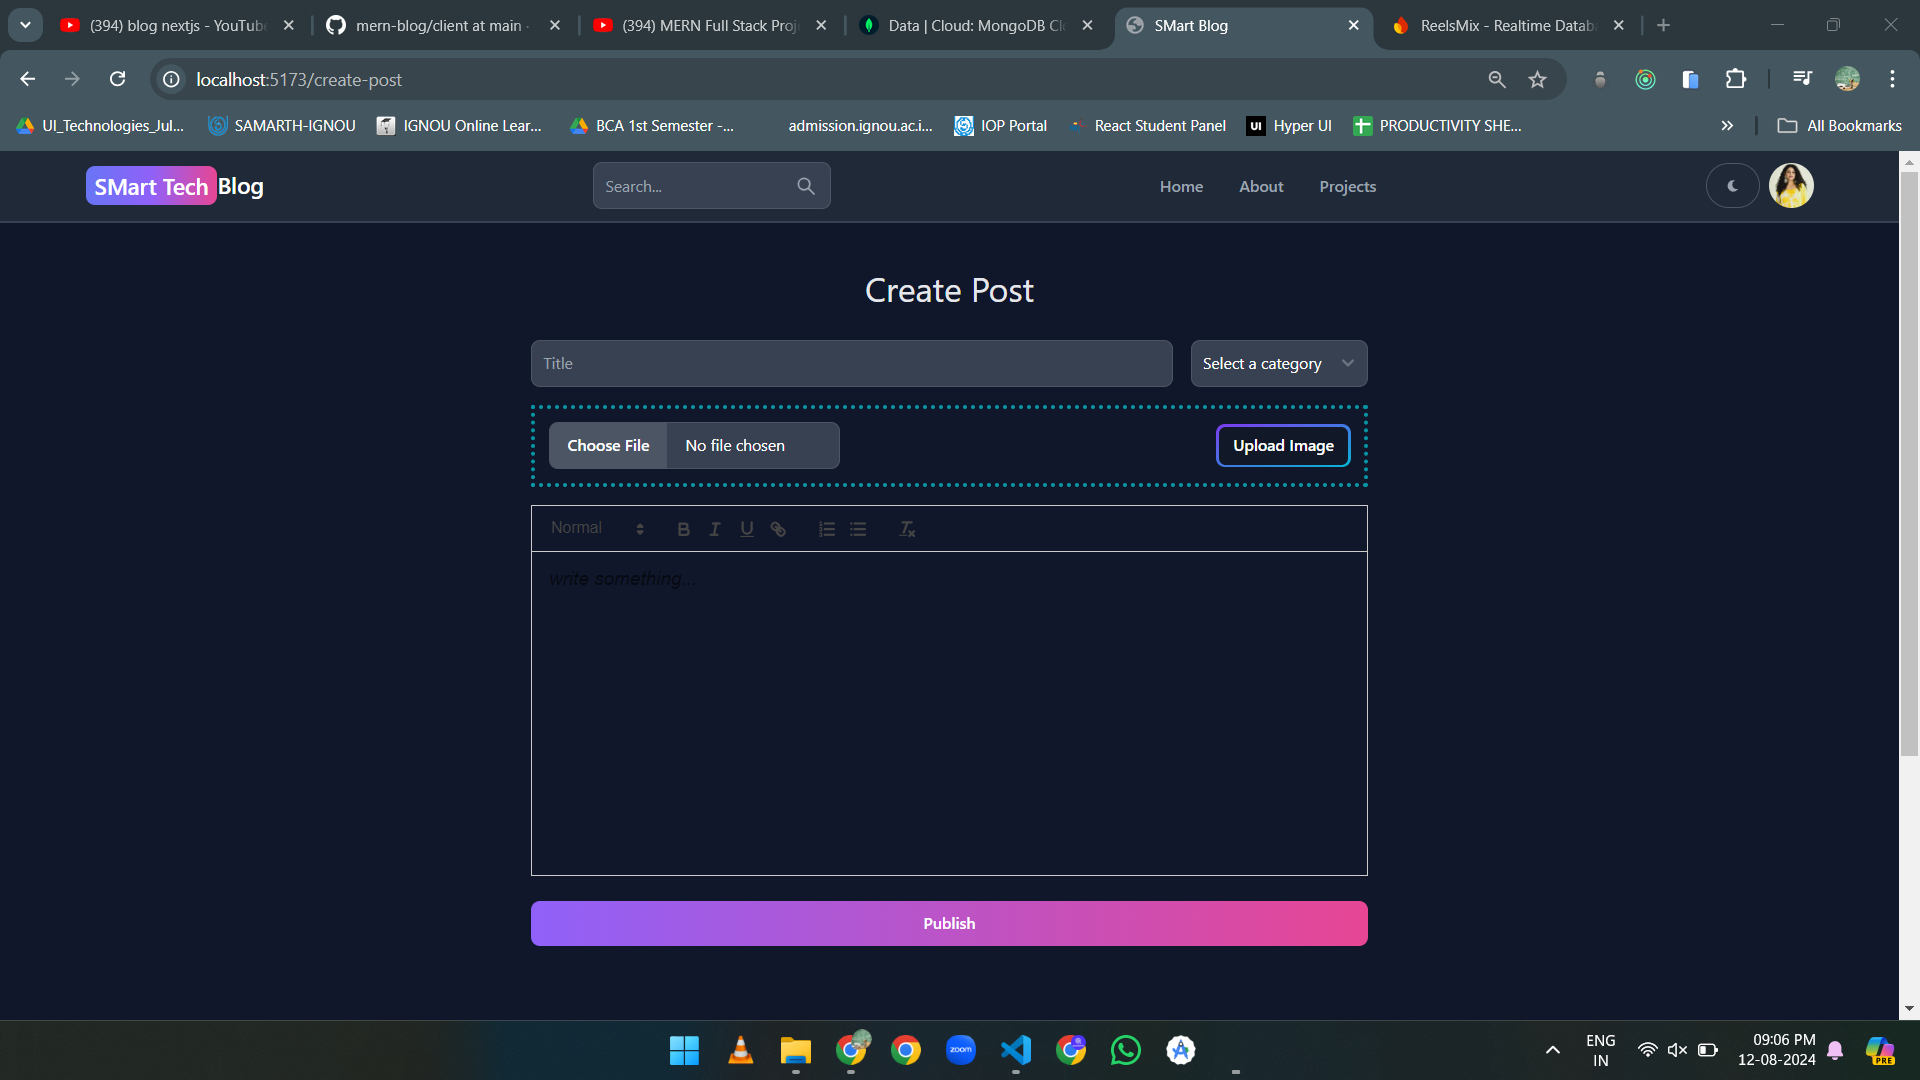 (394) blog nextjs - YouTube
mern-blog/client at main ·
(394) MERN Full Stack Proj
Data | Cloud: MongoDB Cl
SMart Blog
ReelsMix - Realtime Datab
localhost:5173/create-post
UI_Technologies_Jul...
SAMARTH-IGNOU
IGNOU Online Lear...
BCA 1st Semester -...
admission.ignou.ac.i...
IOP Portal
React Student Panel
UI
Hyper UI
PRODUCTIVITY SHE...
All Bookmarks
SMart Tech Blog
Search...
Home
About
Projects
Create Post
Title
Select a category
Choose File
No file chosen
Upload Image
Normal
write something...
Publish
zoom
ENG
IN
09:06 PM
12-08-2024
PRE